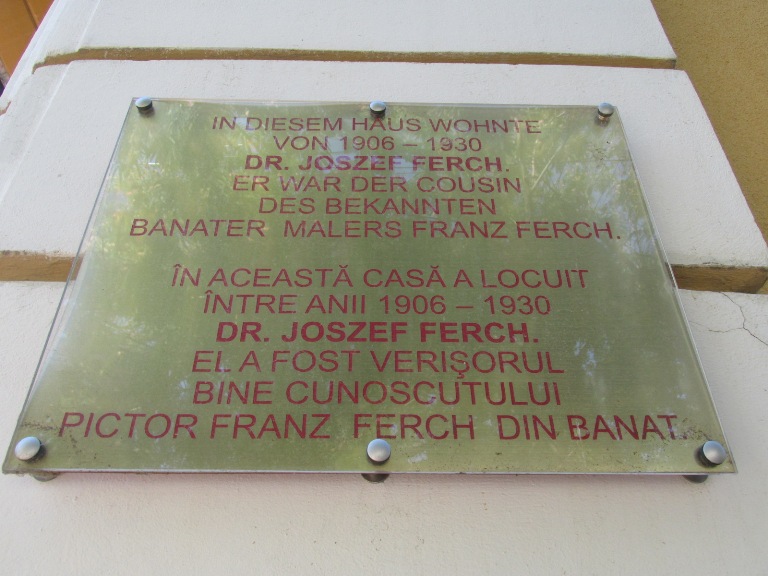 IN DIESEM HAUS WOHNTE
VON 1906 – 1930
DR. JOSZEF FERCH.
ER WAR DER COUSIN
DES BEKANNTEN
BANATER MALERS FRANZ FERCH.
ÎN ACEASTĂ CASĂ A LOCUIT
ÎNTRE ANII 1906 – 1930
DR. JOSZEF FERCH.
EL A FOST VERIŞORUL
BINE CUNOSCUTULUI
PICTOR FRANZ FERCH DIN BANAT.